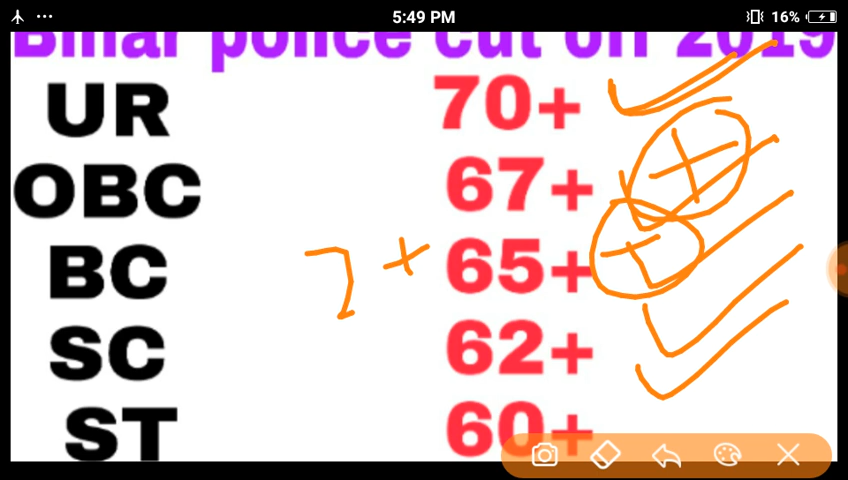 5:49 PM 16%
Bihar police cut off 2019
UR 70+
OBC 67+
BC 7+ 65+
SC 62+
ST 60+